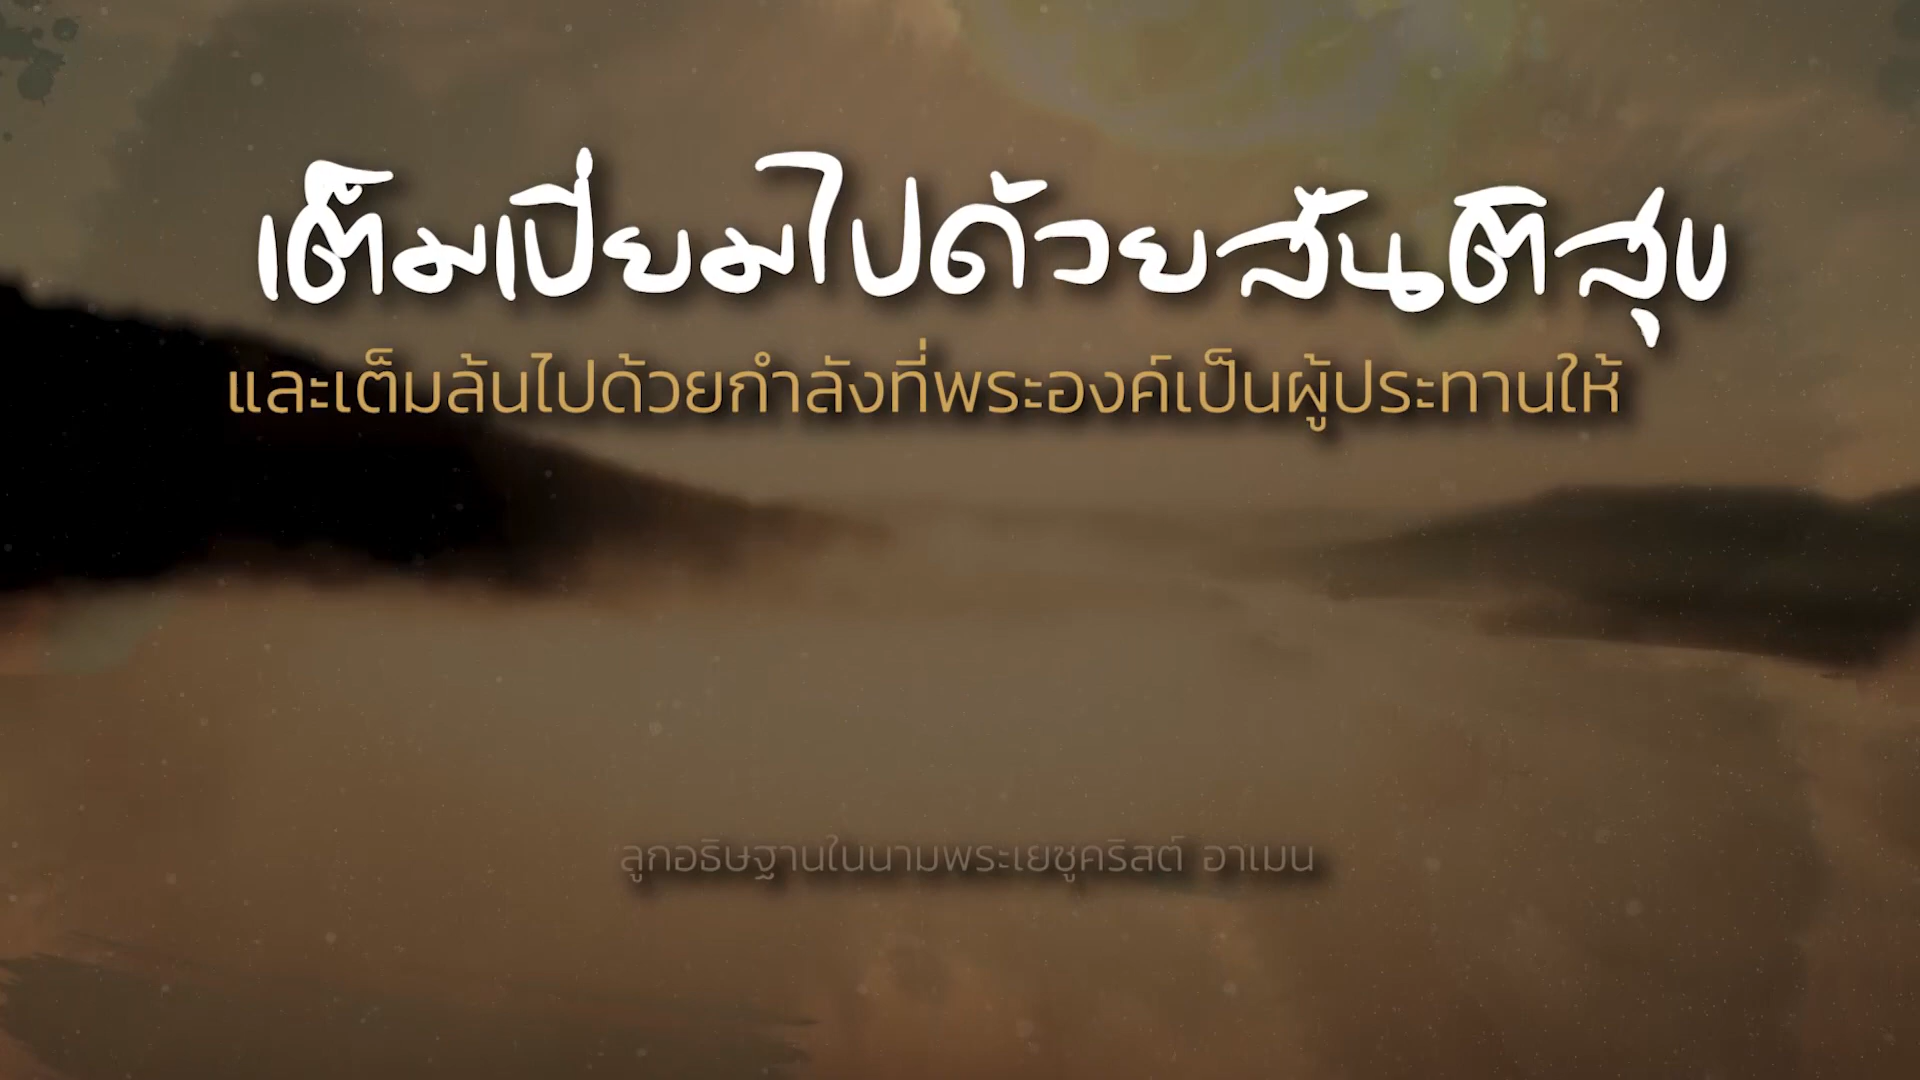 เต็มเปี่ยมไปด้วยสันติสุข
และเต็มล้นไปด้วยกำลังที่พระองค์เป็นผู้ประทานให้
ลูกอธิษฐานในนามพระเยซูคริสต์ อาเมน